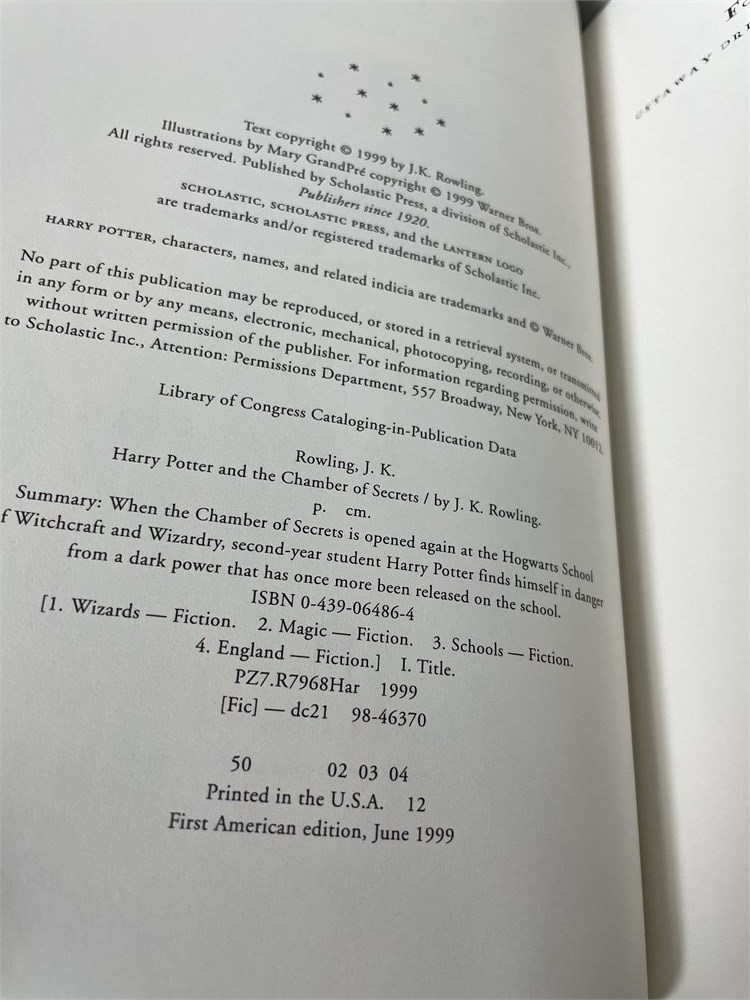 Text copyright © 1999 by J.K. Rowling.
Illustrations by Mary GrandPré copyright © 1999 Warner Bros.
All rights reserved. Published by Scholastic Press, a division of Scholastic Inc.,
Publishers since 1920.
SCHOLASTIC, SCHOLASTIC PRESS, and the LANTERN LOGO
are trademarks and/or registered trademarks of Scholastic Inc.
HARRY POTTER, characters, names, and related indicia are trademarks and © Warner Bros.
No part of this publication may be reproduced, or stored in a retrieval system, or transmitted
in any form or by any means, electronic, mechanical, photocopying, recording, or otherwise,
without written permission of the publisher. For information regarding permission, write
to Scholastic Inc., Attention: Permissions Department, 557 Broadway, New York, NY 10012.
Library of Congress Cataloging-in-Publication Data
Rowling, J. K.
Harry Potter and the Chamber of Secrets / by J. K. Rowling.
p. cm.
Summary: When the Chamber of Secrets is opened again at the Hogwarts School
f Witchcraft and Wizardry, second-year student Harry Potter finds himself in danger
from a dark power that has once more been released on the school.
ISBN 0-439-06486-4
[1. Wizards — Fiction. 2. Magic — Fiction. 3. Schools — Fiction.
4. England — Fiction.] I. Title.
PZ7.R7968Har 1999
[Fic] — dc21 98-46370
50 02 03 04
Printed in the U.S.A. 12
First American edition, June 1999
F
GETAWAY DRI